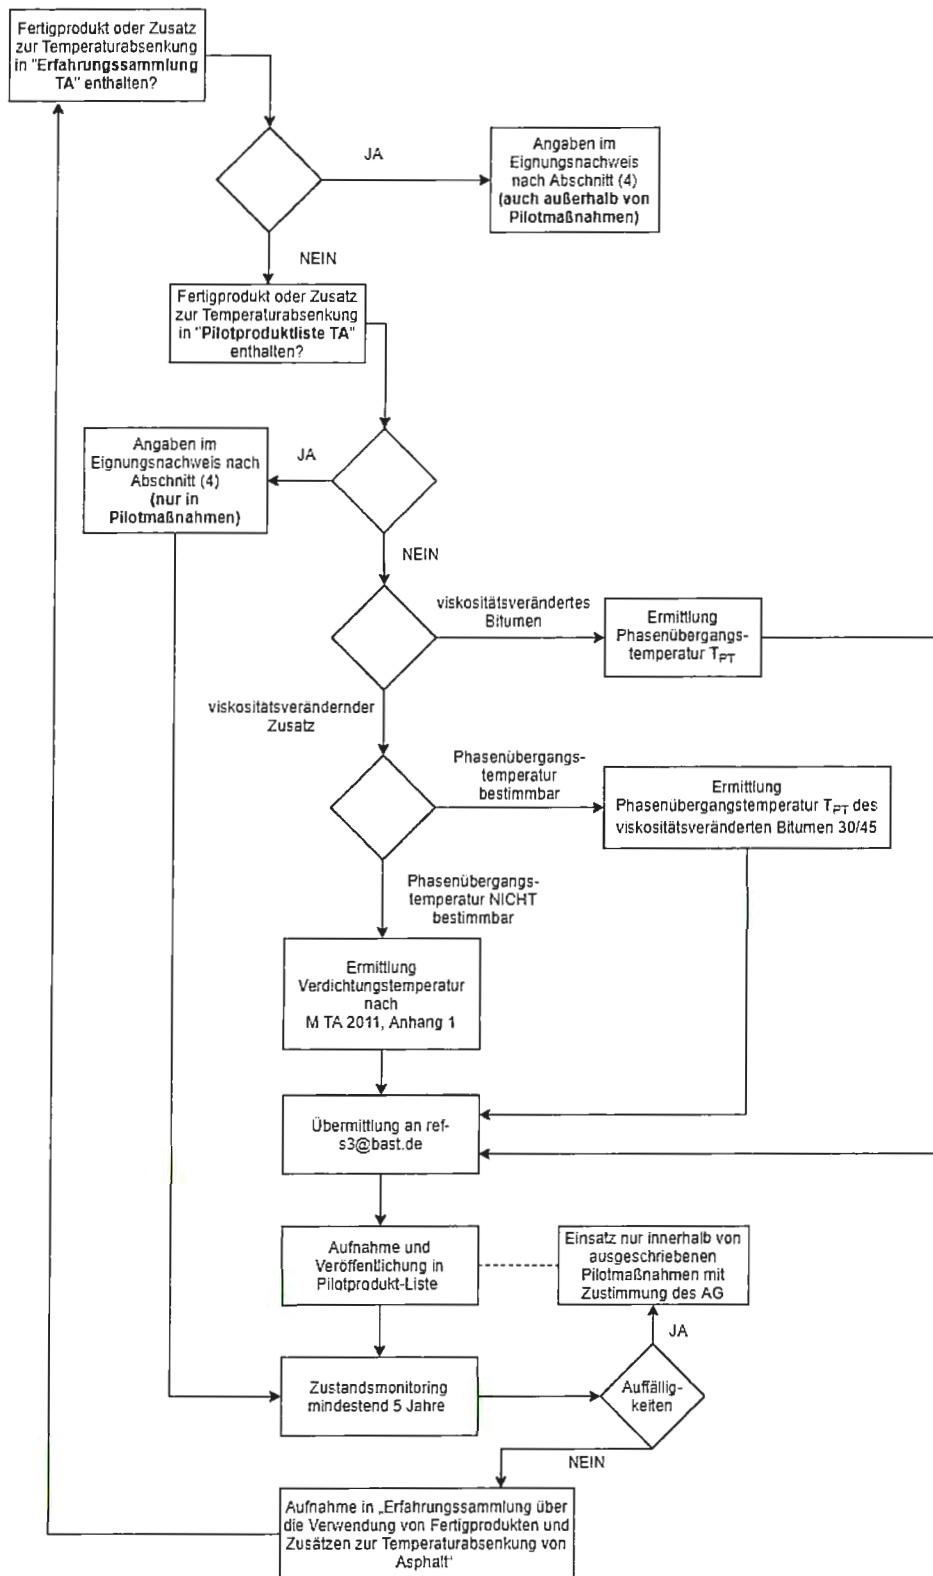 Fertigprodukt oder Zusatz
zur Temperaturabsenkung
in "Erfahrungssammlung
TA" enthalten?
JA
Angaben im
Eignungsnachweis
nach Abschnitt (4)
(auch außerhalb von
Pilotmaßnahmen)
NEIN
Fertigprodukt oder Zusatz
zur Temperaturabsenkung
in "Pilotproduktliste TA"
enthalten?
Angaben im
Eignungsnachweis nach
Abschnitt (4)
(nur in
Pilotmaßnahmen)
JA
NEIN
viskositätsverändertes
Bitumen
Ermittlung
Phasenübergangs-
temperatur TPT
viskositätsverändernder
Zusatz
Phasenübergangs-
temperatur
bestimmbar
Ermittlung
Phasenübergangstemperatur TPT des
viskositätsveränderten Bitumen 30/45
Phasenübergangs-
temperatur NICHT
bestimmbar
Ermittlung
Verdichtungstemperatur
nach
M TA 2011, Anhang 1
Übermittlung an ref-
s3@bast.de
Aufnahme und
Veröffentlichung in
Pilotprodukt-Liste
Einsatz nur innerhalb von
ausgeschriebenen
Pilotmaßnahmen mit
Zustimmung des AG
JA
Zustandsmonitoring
mindestend 5 Jahre
Auffällig-
keiten
NEIN
Aufnahme in „Erfahrungssammlung über
die Verwendung von Fertigprodukten und
Zusätzen zur Temperaturabsenkung von
Asphalt"